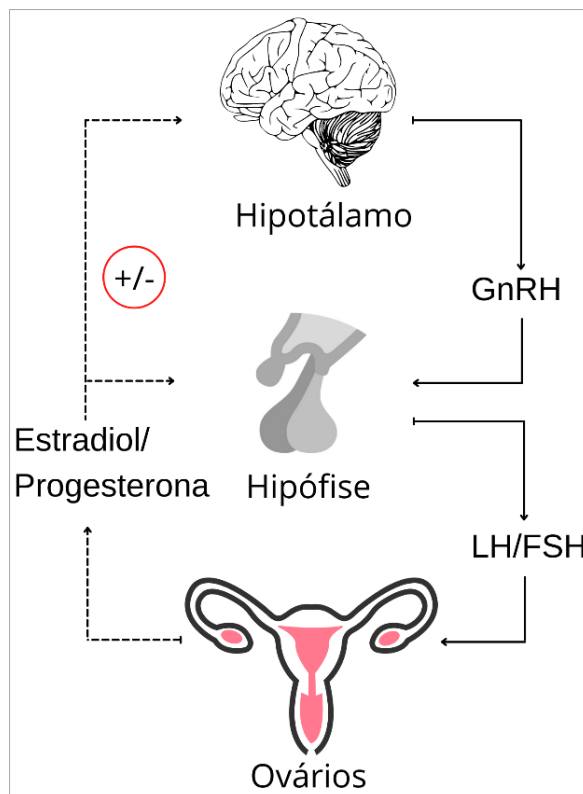 Hipotálamo
+/-
GnRH
Estradiol/
Progesterona
Hipófise
LH/FSH
Ovários